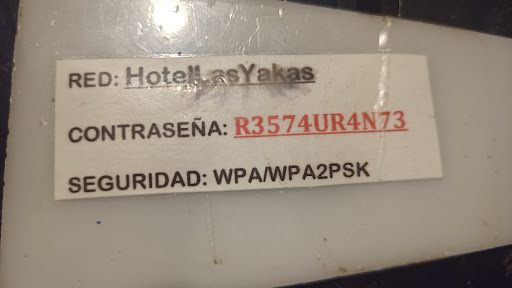 RED: HotelLasYakas
CONTRASEÑA: R3574UR4N73
SEGURIDAD: WPA/WPA2PSK